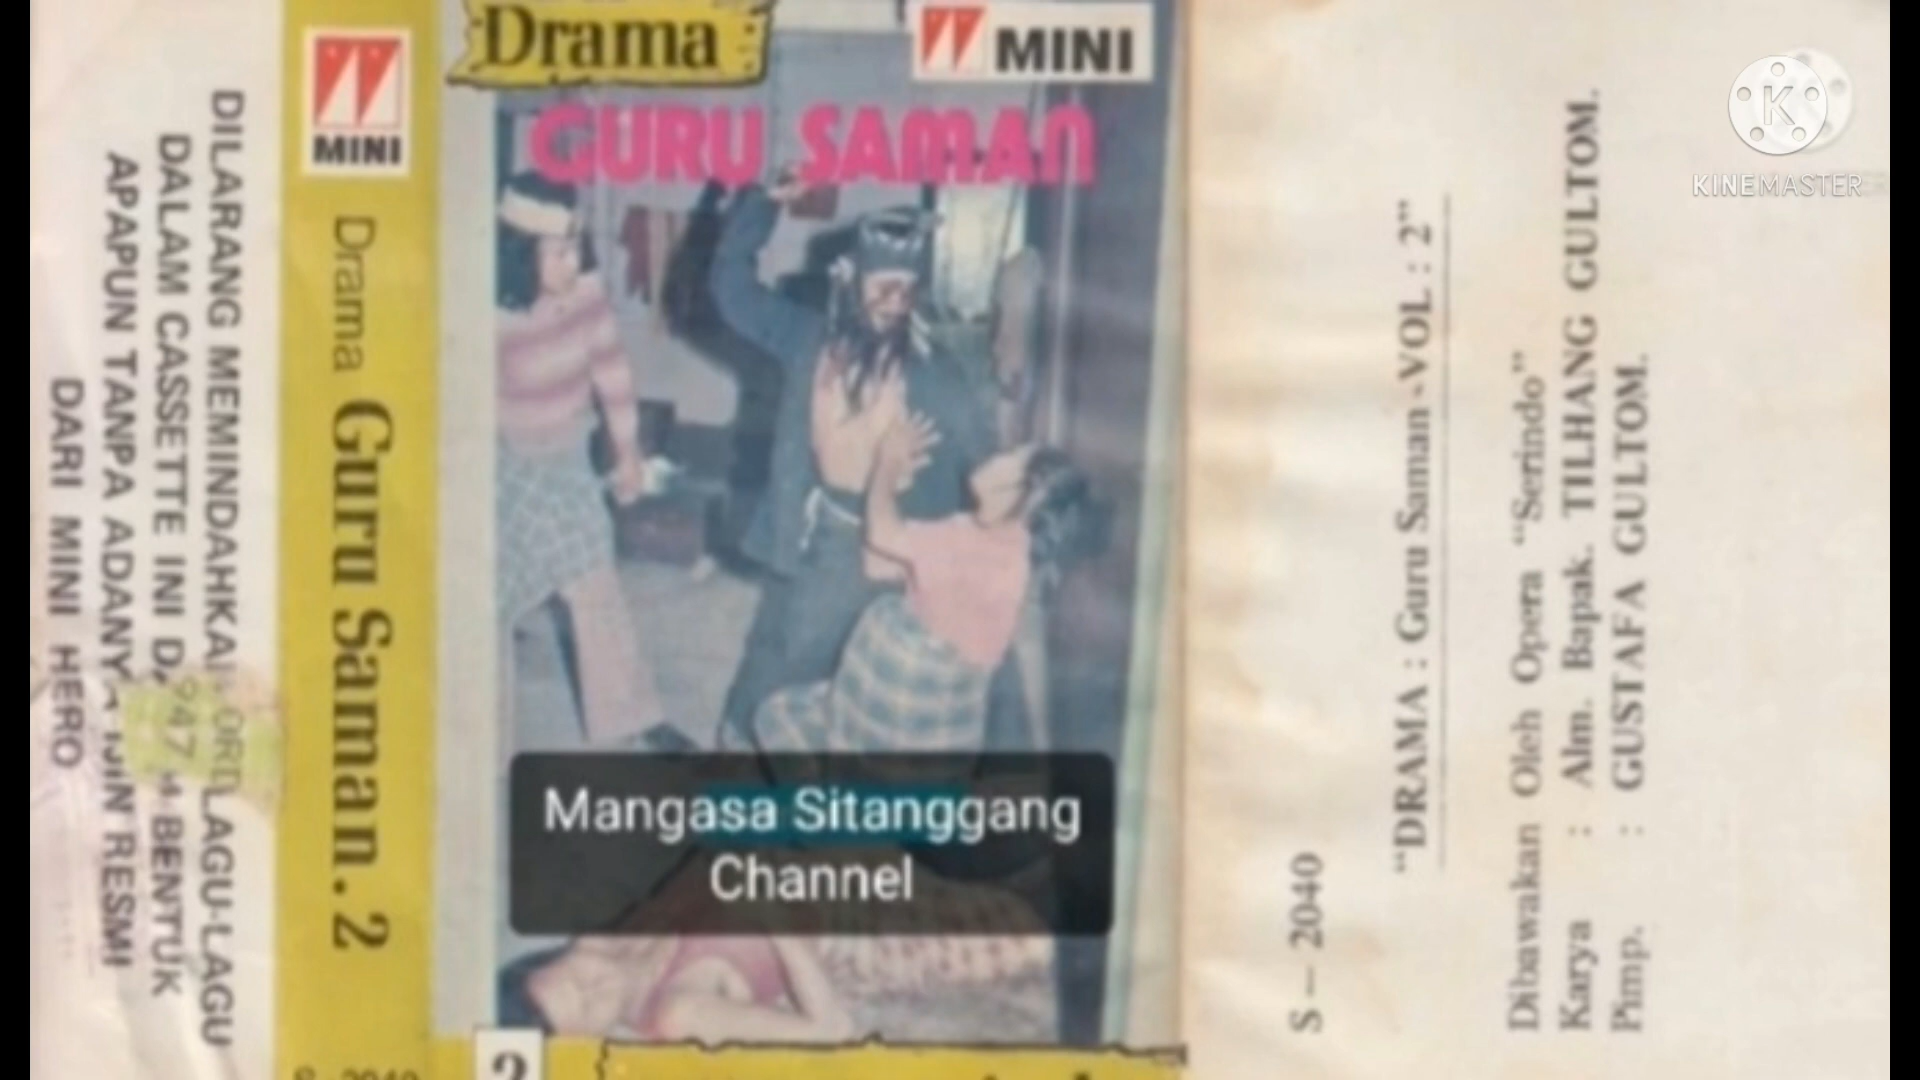 DILARANG MEMINDAHKAN LAGU-LAGU
DALAM CASSETTE INI BENTUK
APAPUN TANPA ADANYA IJIN RESMI
DARI MINI HERO
MINI
Drama Guru Saman. 2
Drama
MINI
GURU SAMAN
Mangasa Sitanggang
Channel
2
S – 2040
“DRAMA : Guru Saman -VOL : 2”
Dibawakan Oleh Opera “Serindo”
Karya : Alm. Bapak. TILHANG GULTOM.
Pimp. : GUSTAFA GULTOM.
KINEMASTER